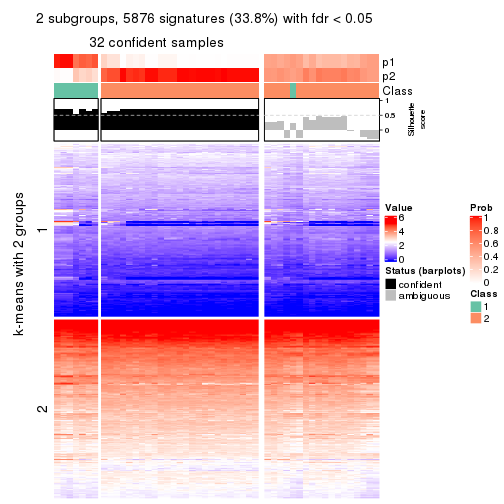 2 subgroups, 5876 signatures (33.8%) with fdr < 0.05
32 confident samples
p1
p2
Class
1
0.5
0
Silhouette
score
k-means with 2 groups
1
2
Value
6
4
2
0
Status (barplots)
confident
ambiguous
Prob
1
0.8
0.6
0.4
0.2
0
Class
1
2